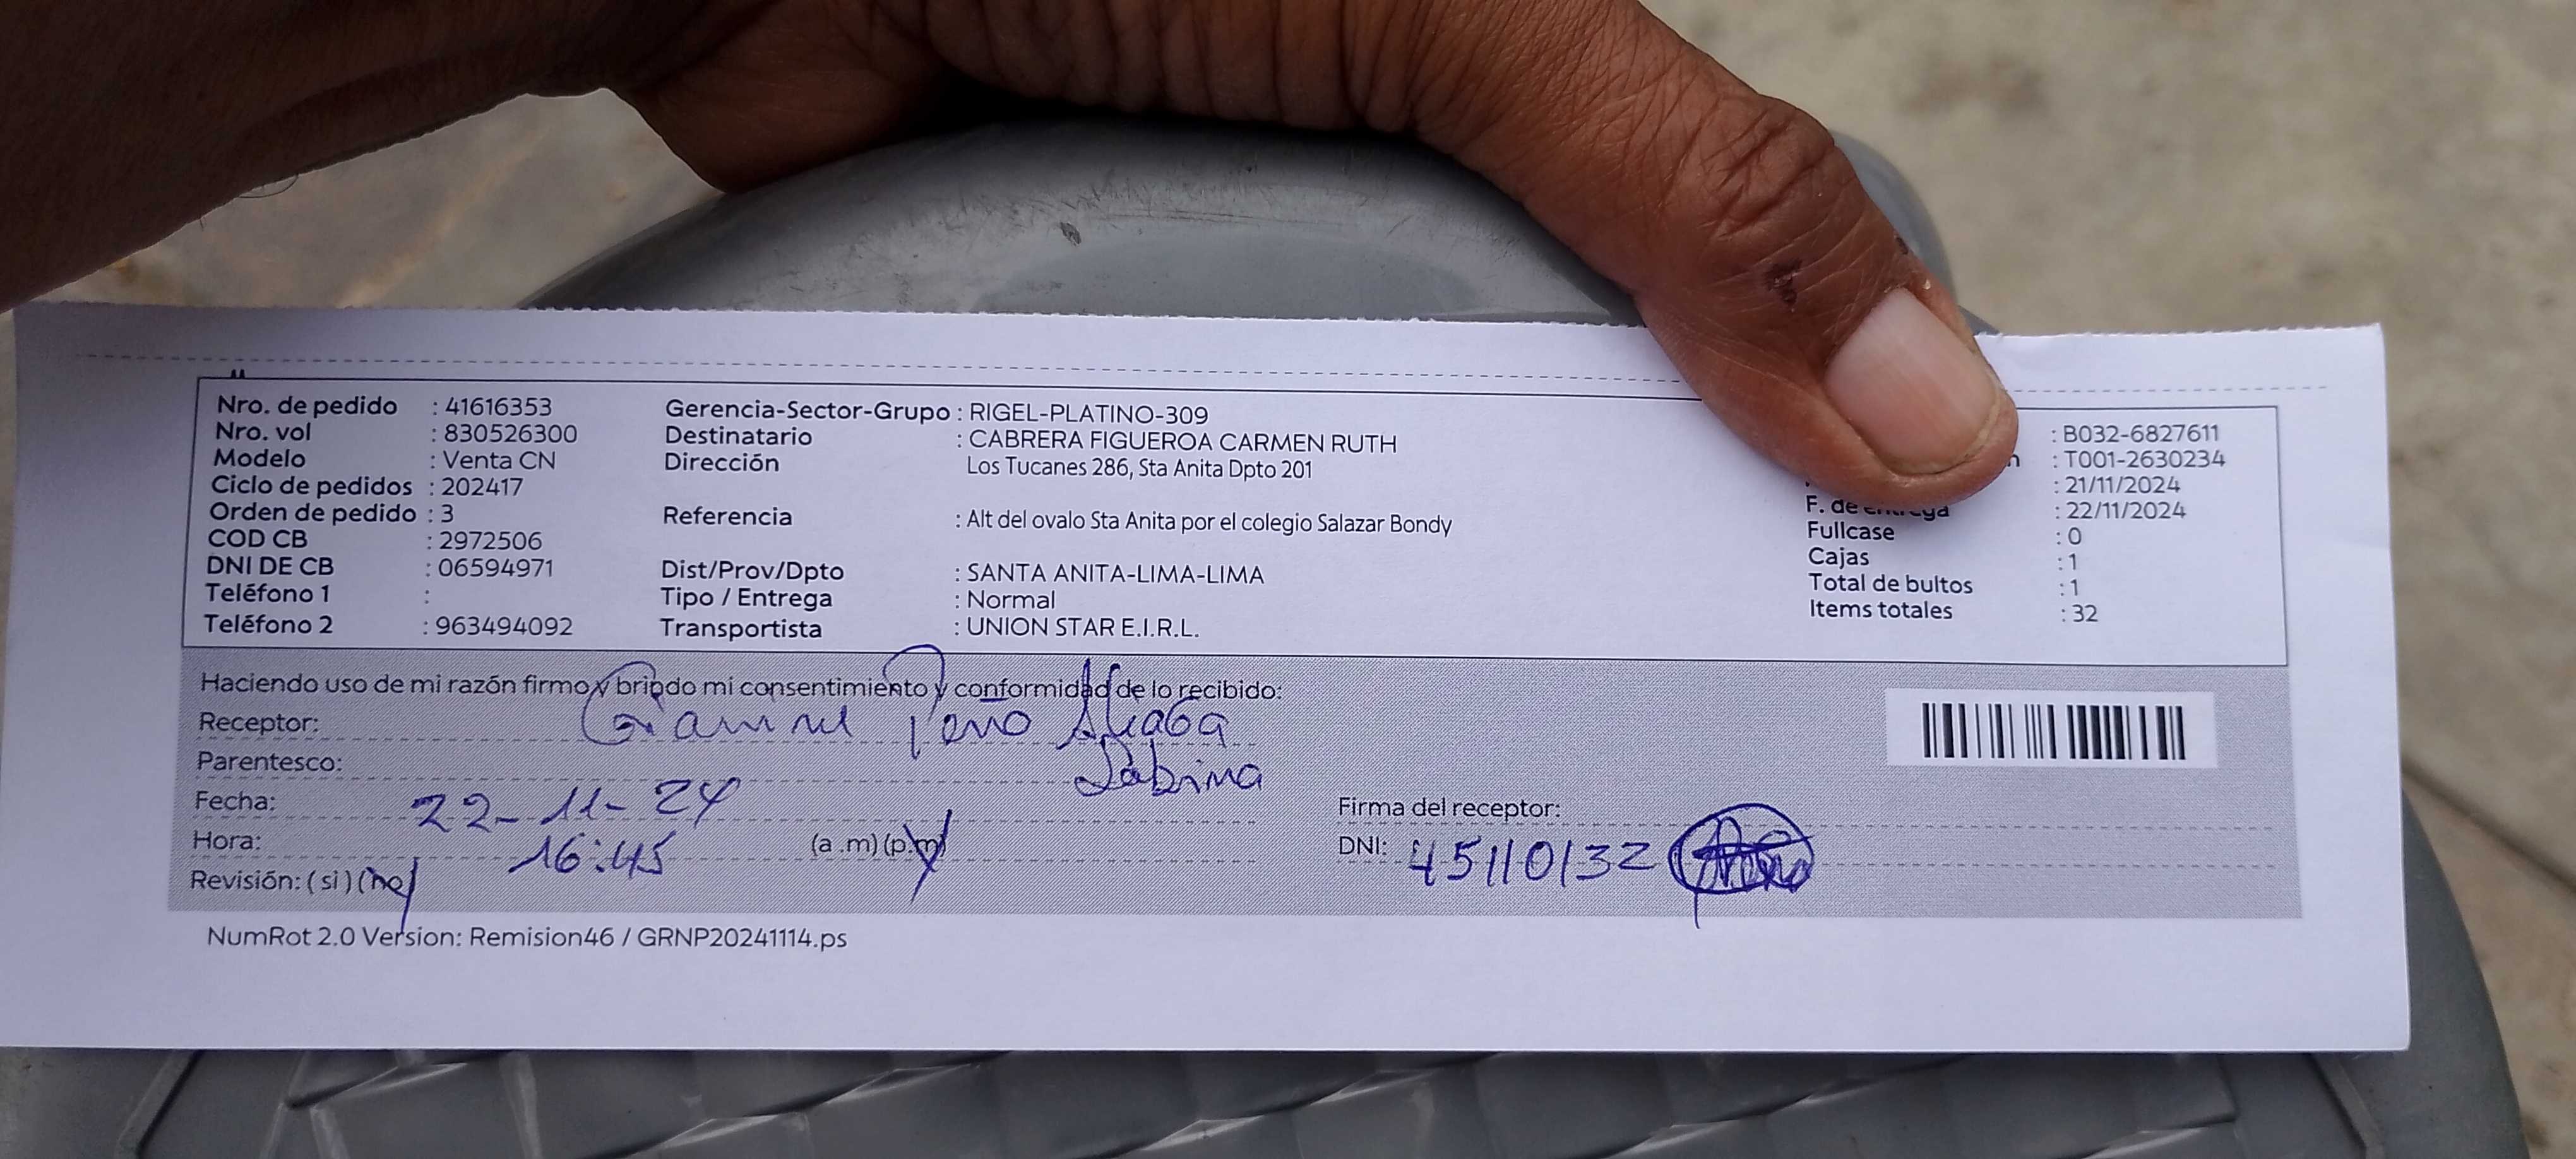 Nro. de pedido : 41616353
Nro. vol : 830526300
Modelo : Venta CN
Ciclo de pedidos : 202417
Orden de pedido : 3
COD CB : 2972506
DNI DE CB : 06594971
Teléfono 1 :
Teléfono 2 : 963494092
Gerencia-Sector-Grupo : RIGEL-PLATINO-309
Destinatario : CABRERA FIGUEROA CARMEN RUTH
Dirección Los Tucanes 286, Sta Anita Dpto 201
Referencia : Alt del ovalo Sta Anita por el colegio Salazar Bondy
Dist/Prov/Dpto : SANTA ANITA-LIMA-LIMA
Tipo / Entrega : Normal
Transportista : UNION STAR E.I.R.L.
: B032-6827611
: T001-2630234
: 21/11/2024
F. de entrega : 22/11/2024
Fullcase : 0
Cajas : 1
Total de bultos : 1
Items totales : 32
Haciendo uso de mi razón firmo y brindo mi consentimiento y conformidad de lo recibido:
Receptor:
Parentesco: Sabina
Fecha: 22-11-24
Hora: 16:45 (a .m) (p.m)
Revisión: ( si ) (no)
Firma del receptor:
DNI: 45110132
NumRot 2.0 Version: Remision46 / GRNP20241114.ps